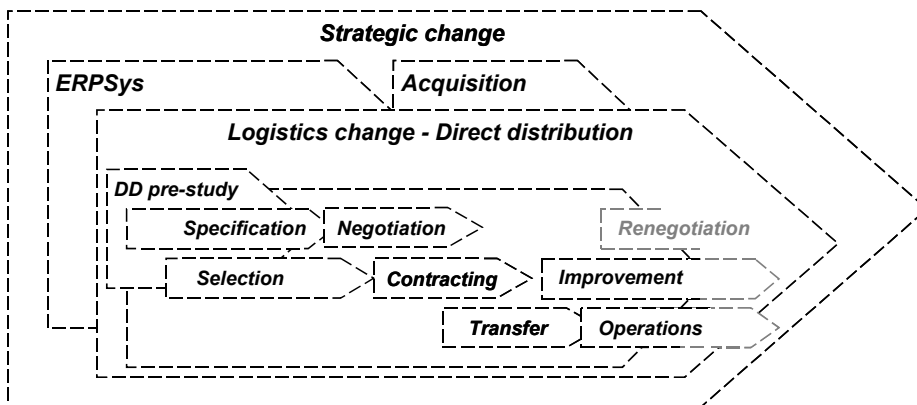 Strategic change
ERPSys
Acquisition
Logistics change - Direct distribution
DD pre-study
Specification
Negotiation
Renegotiation
Selection
Contracting
Improvement
Transfer
Operations